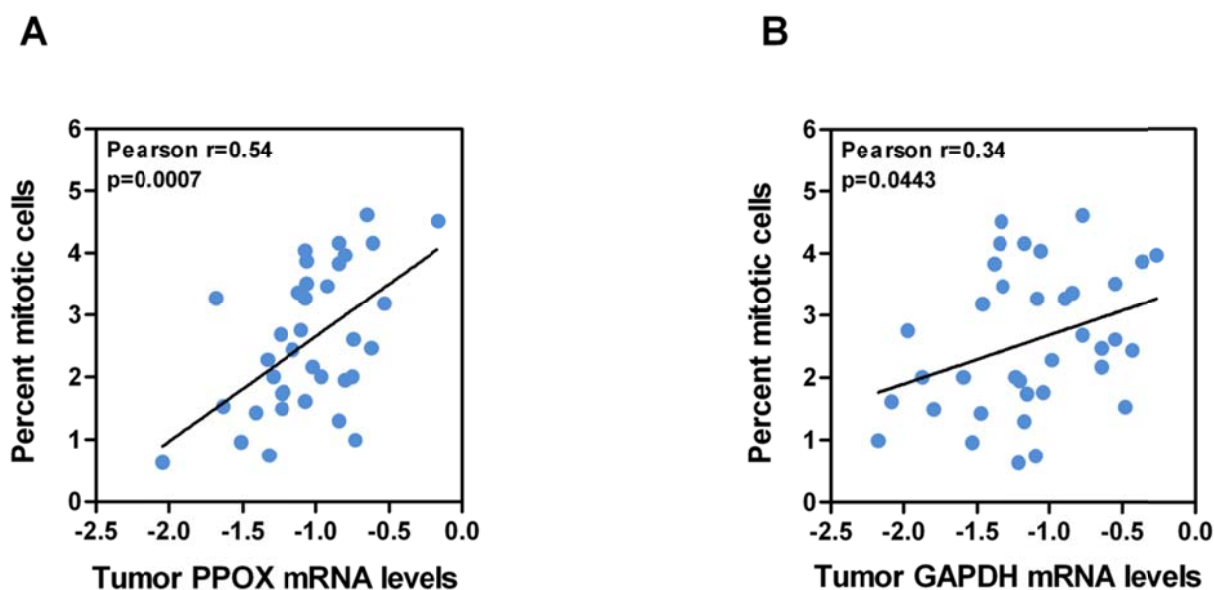 A
B
Pearson r=0.54
p=0.0007
Percent mitotic cells
6
5
4
3
2
1
0
-2.5 -2.0 -1.5 -1.0 -0.5 0.0
Tumor PPOX mRNA levels
Pearson r=0.34
p=0.0443
Percent mitotic cells
6
5
4
3
2
1
0
-2.5 -2.0 -1.5 -1.0 -0.5 0.0
Tumor GAPDH mRNA levels